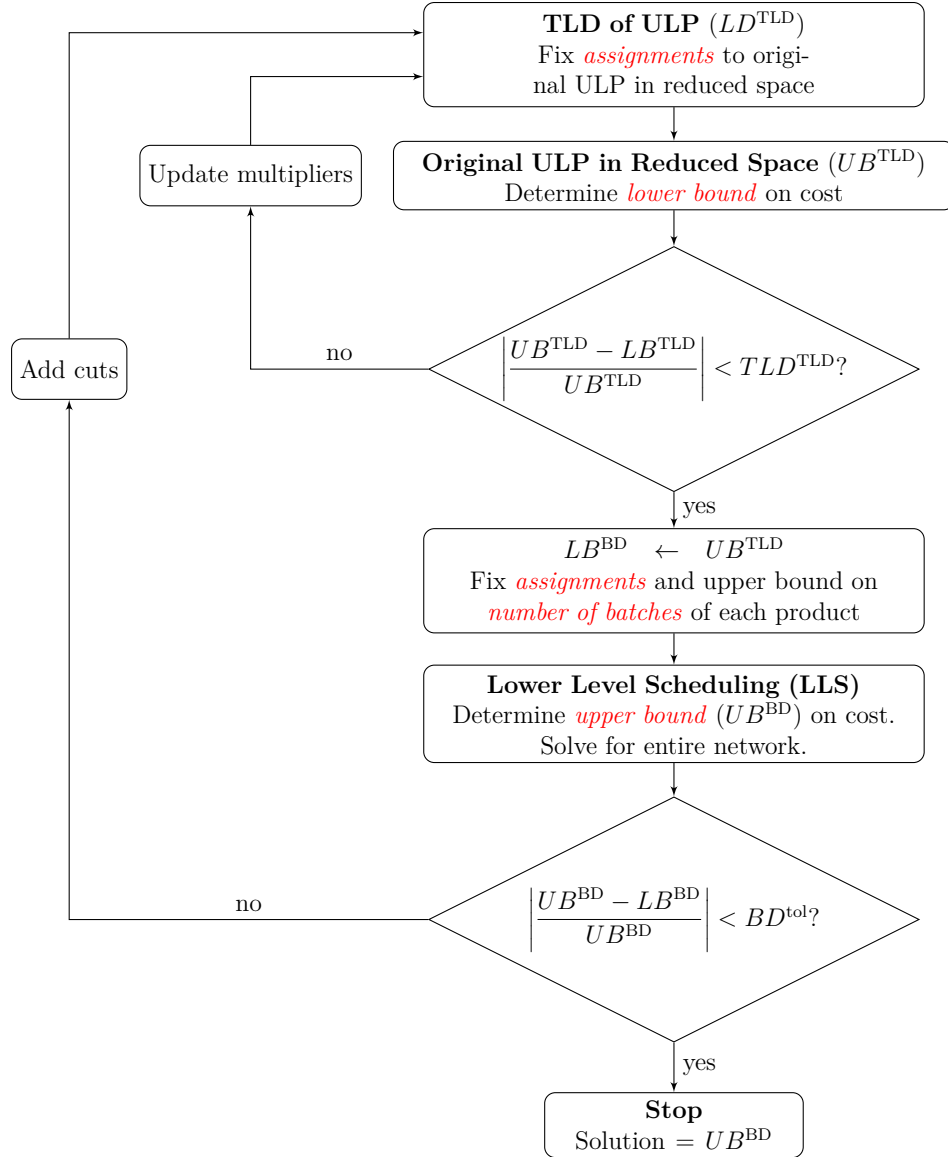 TLD of ULP (LD^TLD)
Fix assignments to origi-
nal ULP in reduced space
Update multipliers
Original ULP in Reduced Space (UB^TLD)
Determine lower bound on cost
no
|(UB^TLD − LB^TLD) / UB^TLD| < TLD^TLD?
Add cuts
yes
LB^BD ← UB^TLD
Fix assignments and upper bound on
number of batches of each product
Lower Level Scheduling (LLS)
Determine upper bound (UB^BD) on cost.
Solve for entire network.
no
|(UB^BD − LB^BD) / UB^BD| < BD^tol?
yes
Stop
Solution = UB^BD